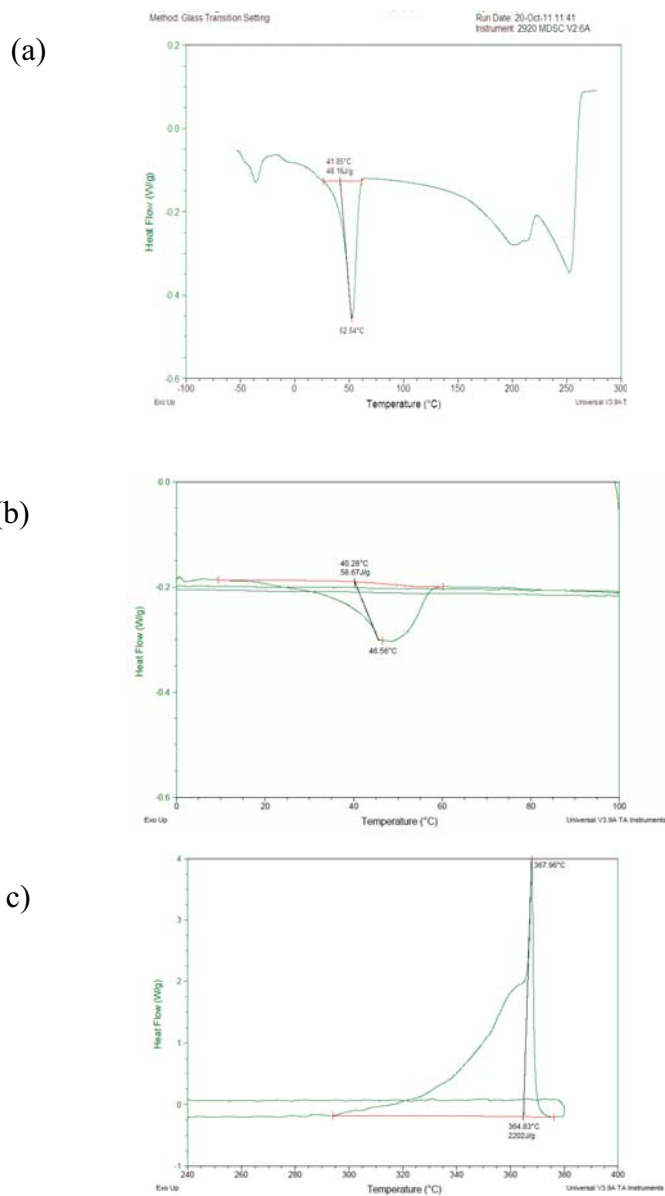 Method: Glass Transition Setting
Run Date: 20-Oct-11 11:41
Instrument: 2920 MDSC V2.6A
(a)
0.2
0.0
-0.2
-0.4
-0.6
Heat Flow (W/g)
41.85°C
48.16J/g
52.54°C
-100
-50
0
50
100
150
200
250
300
Exo Up
Temperature (°C)
Universal V3.9A T
b)
0.0
-0.2
-0.4
-0.6
Heat Flow (W/g)
40.28°C
58.67J/g
46.56°C
0
20
40
60
80
100
Exo Up
Temperature (°C)
Universal V3.9A TA Instruments
c)
4
3
2
1
0
-1
Heat Flow (W/g)
367.96°C
364.83°C
2202J/g
240
260
280
300
320
340
360
380
400
Exo Up
Temperature (°C)
Universal V3.9A TA Instruments